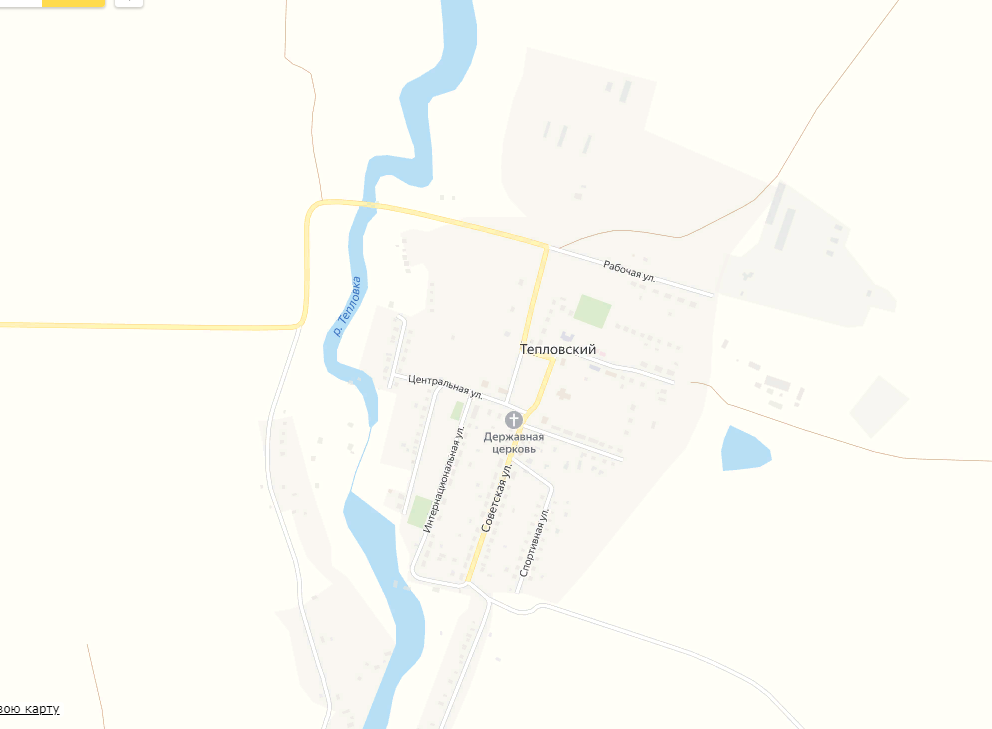 р. Тепловка
Рабочая ул.
Тепловский
Центральная ул.
Державная
церковь
Интернациональная ул.
Советская ул.
Спортивная ул.
вою карту